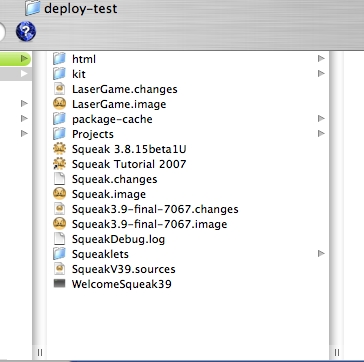 deploy-test
html
kit
LaserGame.changes
LaserGame.image
package-cache
Projects
Squeak 3.8.15beta1U
Squeak Tutorial 2007
Squeak.changes
Squeak.image
Squeak3.9-final-7067.changes
Squeak3.9-final-7067.image
SqueakDebug.log
Squeaklets
SqueakV39.sources
WelcomeSqueak39